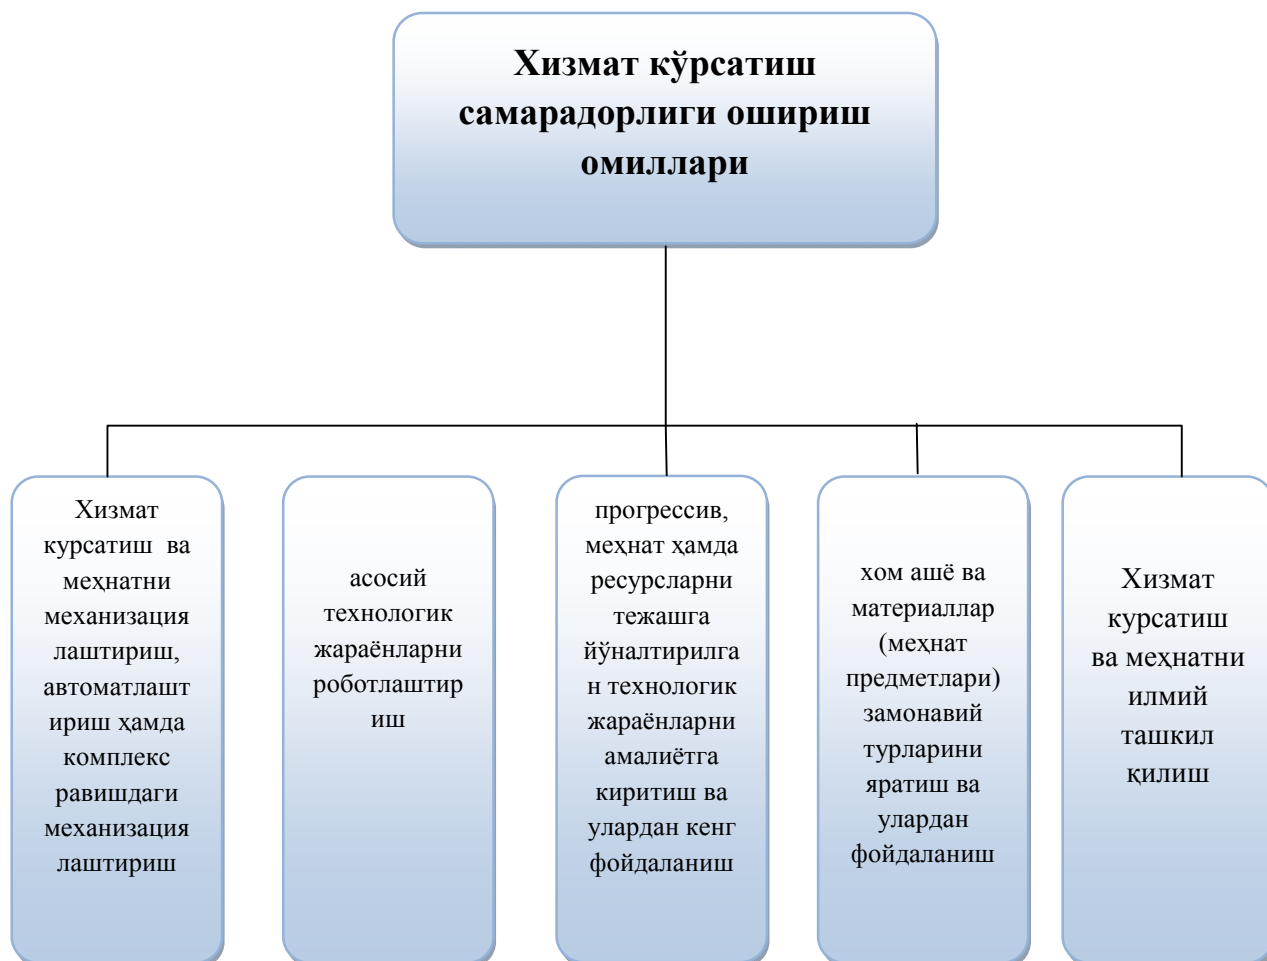 Хизмат кўрсатиш
самарадорлиги ошириш
омиллари
Хизмат
курсатиш ва
меҳнатни
механизация
лаштириш,
автоматлашт
ириш ҳамда
комплекс
равишдаги
механизация
лаштириш
асосий
технологик
жараёнларни
роботлаштир
иш
прогрессив,
меҳнат ҳамда
ресурсларни
тежашга
йўналтирилга
н технологик
жараёнларни
амалиётга
киритиш ва
улардан кенг
фойдаланиш
хом ашё ва
материаллар
(меҳнат
предметлари)
замонавий
турларини
яратиш ва
улардан
фойдаланиш
Хизмат
курсатиш
ва меҳнатни
илмий
ташкил
қилиш